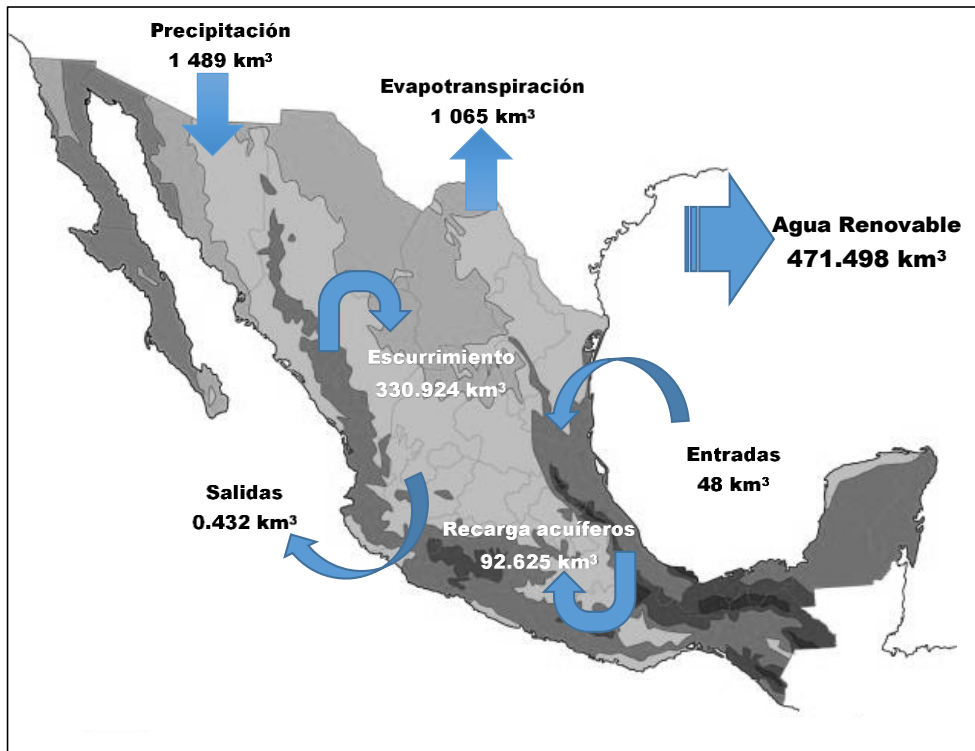 Precipitación
1 489 km³
Evapotranspiración
1 065 km³
Agua Renovable
471.498 km³
Escurrimiento
330.924 km³
Entradas
48 km³
Salidas
0.432 km³
Recarga acuíferos
92.625 km³